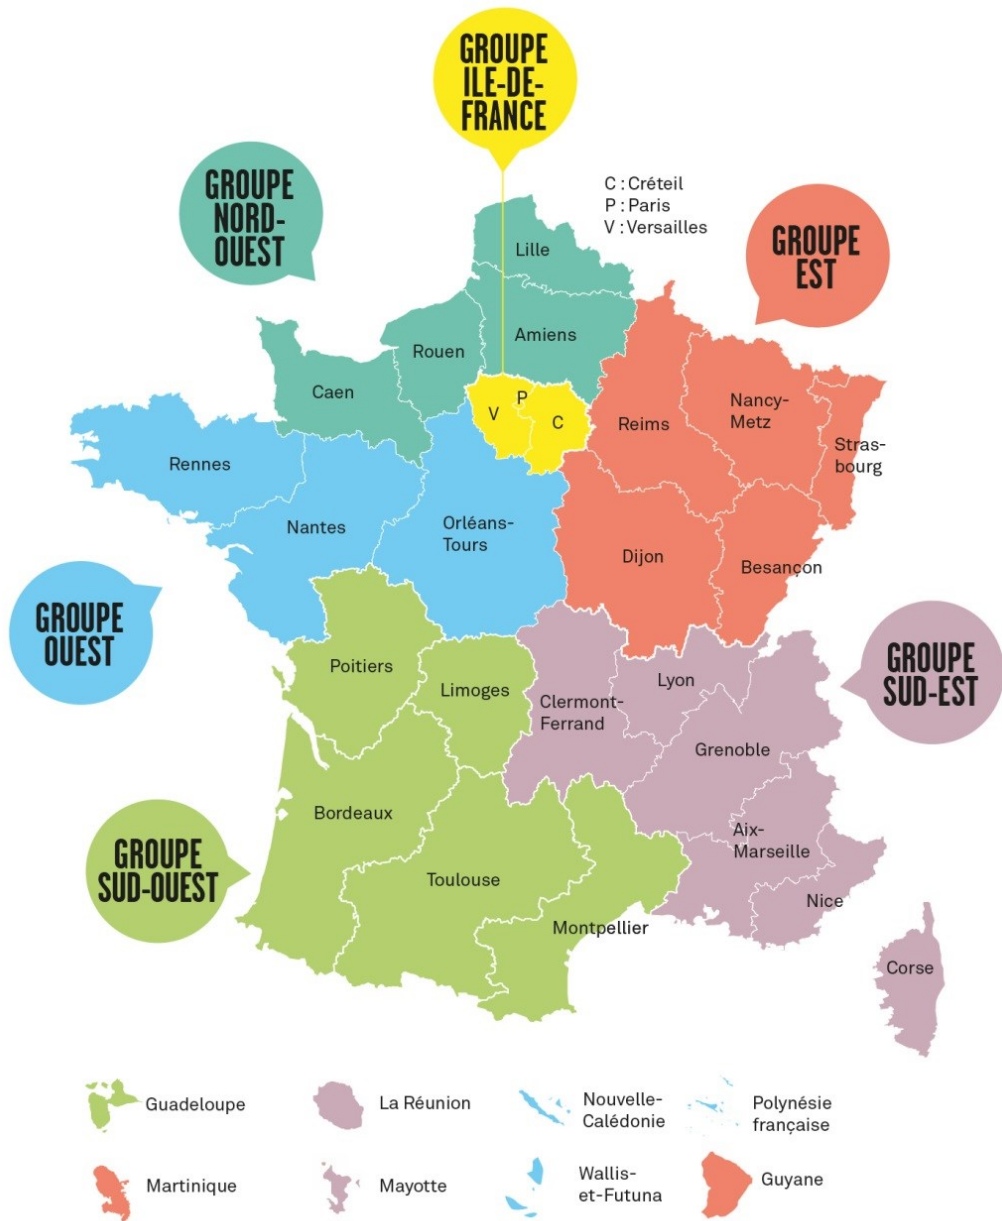 GROUPE
ILE-DE-
FRANCE
GROUPE
NORD-
OUEST
C : Créteil
P : Paris
V : Versailles
GROUPE
EST
Lille
Amiens
Rouen
Caen
V
P
C
Reims
Nancy-
Metz
Stras-
bourg
Rennes
Nantes
Orléans-
Tours
Dijon
Besançon
GROUPE
OUEST
Poitiers
Limoges
Clermont-
Ferrand
Lyon
Grenoble
GROUPE
SUD-EST
Bordeaux
Aix-
Marseille
GROUPE
SUD-OUEST
Toulouse
Nice
Montpellier
Corse
Guadeloupe
La Réunion
Nouvelle-
Calédonie
Polynésie
française
Martinique
Mayotte
Wallis-
et-Futuna
Guyane